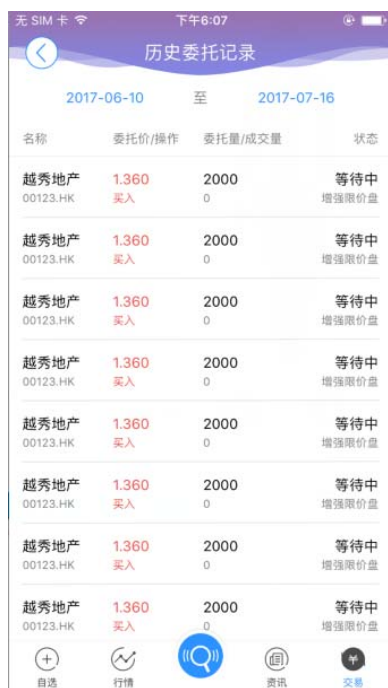 无 SIM 卡 下午6:07
历史委托记录
2017-06-10 至 2017-07-16
名称 委托价/操作 委托量/成交量 状态
越秀地产 1.360 2000 等待中
00123.HK 买入 0 增强限价盘
越秀地产 1.360 2000 等待中
00123.HK 买入 0 增强限价盘
越秀地产 1.360 2000 等待中
00123.HK 买入 0 增强限价盘
越秀地产 1.360 2000 等待中
00123.HK 买入 0 增强限价盘
越秀地产 1.360 2000 等待中
00123.HK 买入 0 增强限价盘
越秀地产 1.360 2000 等待中
00123.HK 买入 0 增强限价盘
越秀地产 1.360 2000 等待中
00123.HK 买入 0 增强限价盘
越秀地产 1.360 2000 等待中
00123.HK 买入 0 增强限价盘
自选 行情 资讯 交易